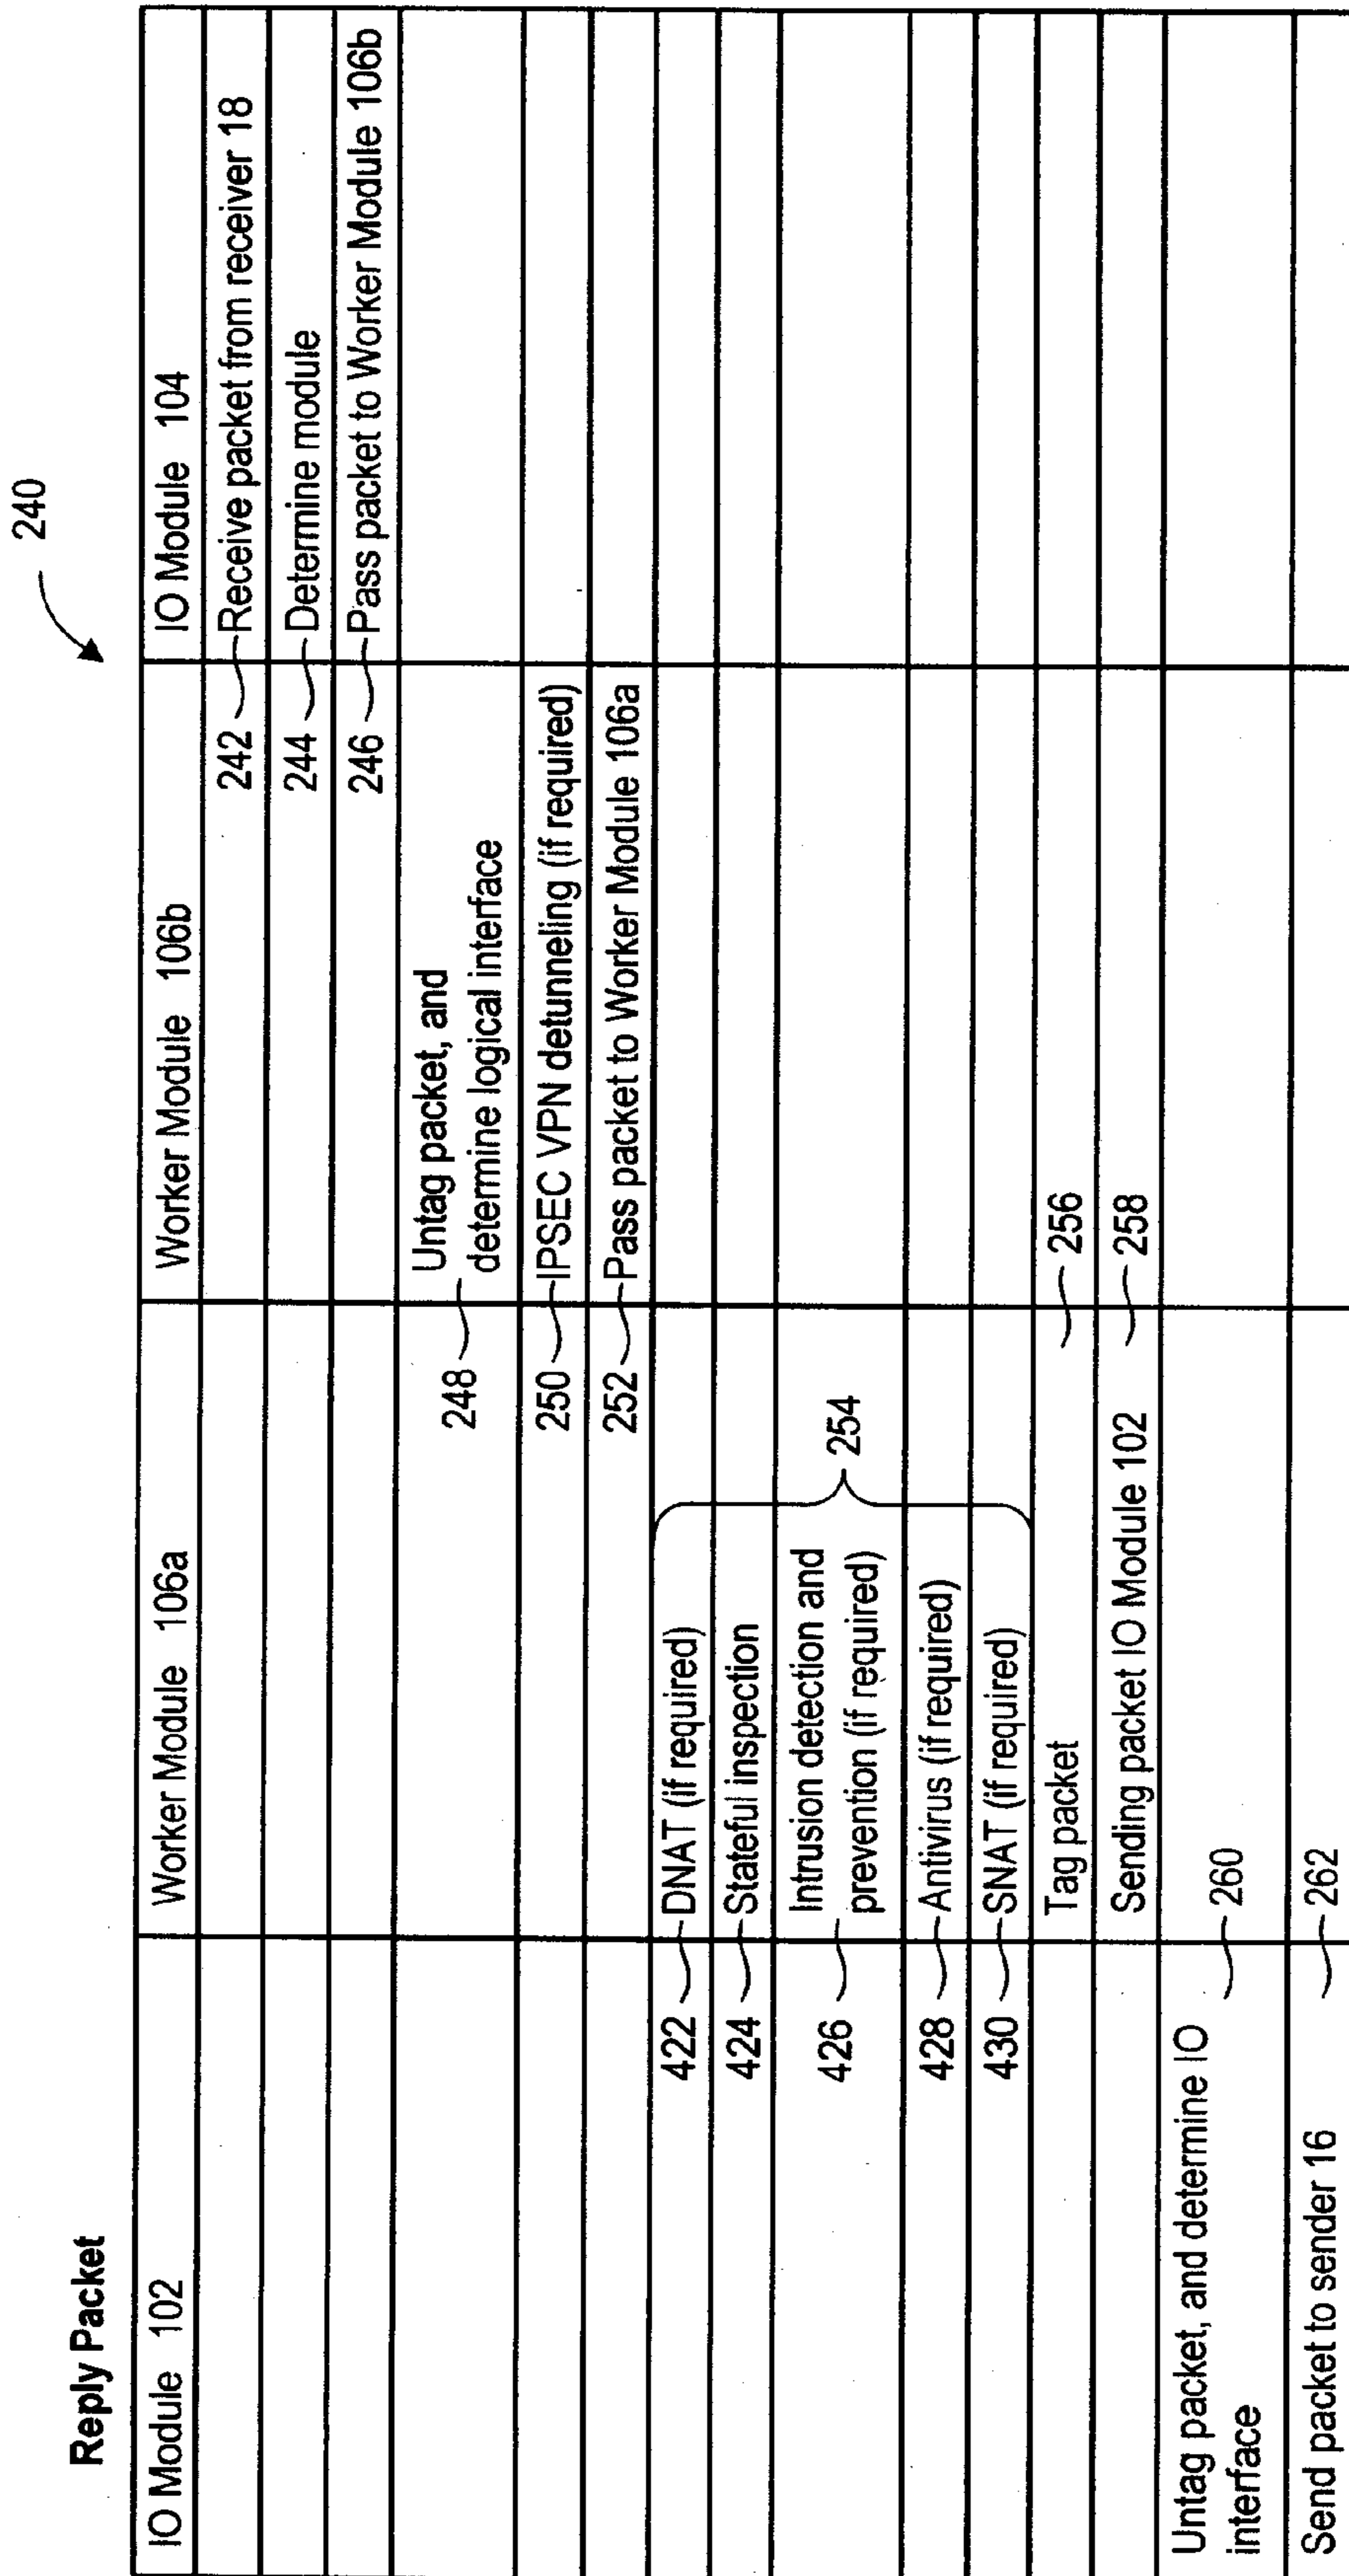 240
Reply Packet
IO Module 102
Worker Module 106a
Worker Module 106b
IO Module 104
242
Receive packet from receiver 18
244
Determine module
246
Pass packet to Worker Module 106b
248
Untag packet, and
determine logical interface
250
IPSEC VPN detunneling (if required)
252
Pass packet to Worker Module 106a
422
DNAT (if required)
424
Stateful inspection
426
Intrusion detection and
prevention (if required)
254
428
Antivirus (if required)
430
SNAT (if required)
Tag packet
256
Sending packet IO Module 102
258
Untag packet, and determine IO
interface
260
Send packet to sender 16
262